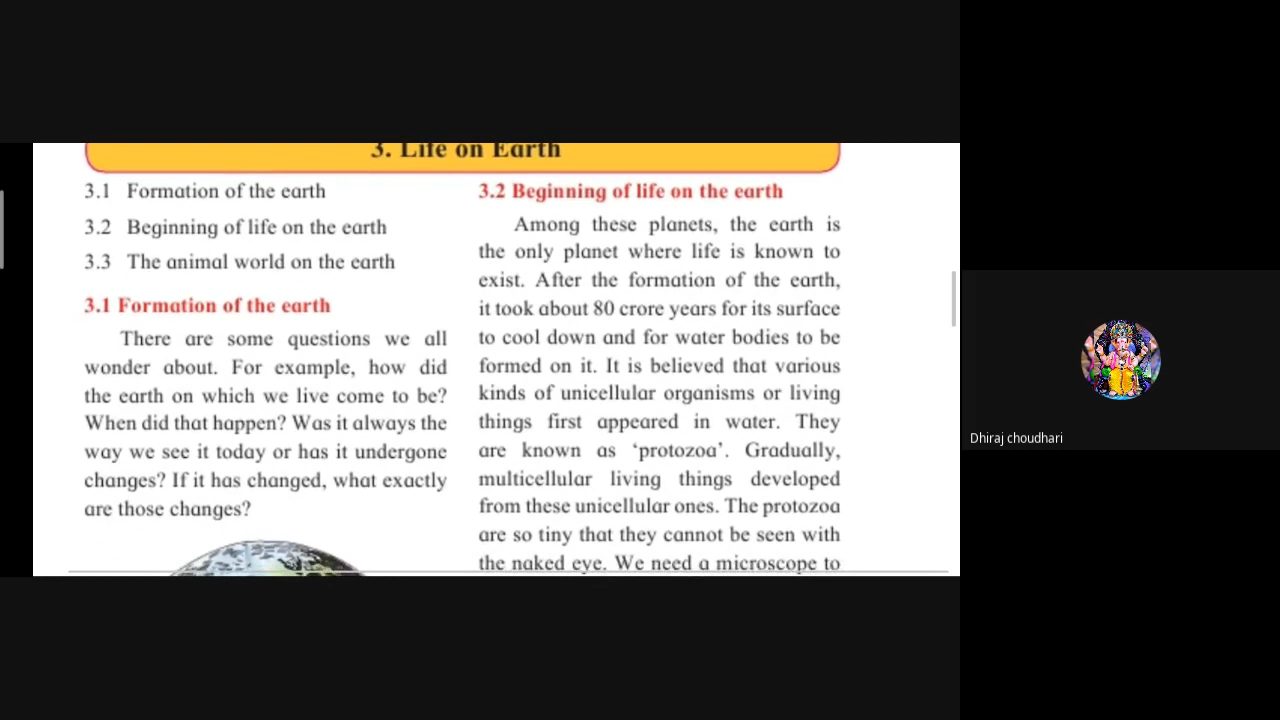 3. Life on Earth
3.1 Formation of the earth
3.2 Beginning of life on the earth
3.3 The animal world on the earth
3.1 Formation of the earth
There are some questions we all
wonder about. For example, how did
the earth on which we live come to be?
When did that happen? Was it always the
way we see it today or has it undergone
changes? If it has changed, what exactly
are those changes?
3.2 Beginning of life on the earth
Among these planets, the earth is
the only planet where life is known to
exist. After the formation of the earth,
it took about 80 crore years for its surface
to cool down and for water bodies to be
formed on it. It is believed that various
kinds of unicellular organisms or living
things first appeared in water. They
are known as ‘protozoa’. Gradually,
multicellular living things developed
from these unicellular ones. The protozoa
are so tiny that they cannot be seen with
the naked eye. We need a microscope to
Dhiraj choudhari